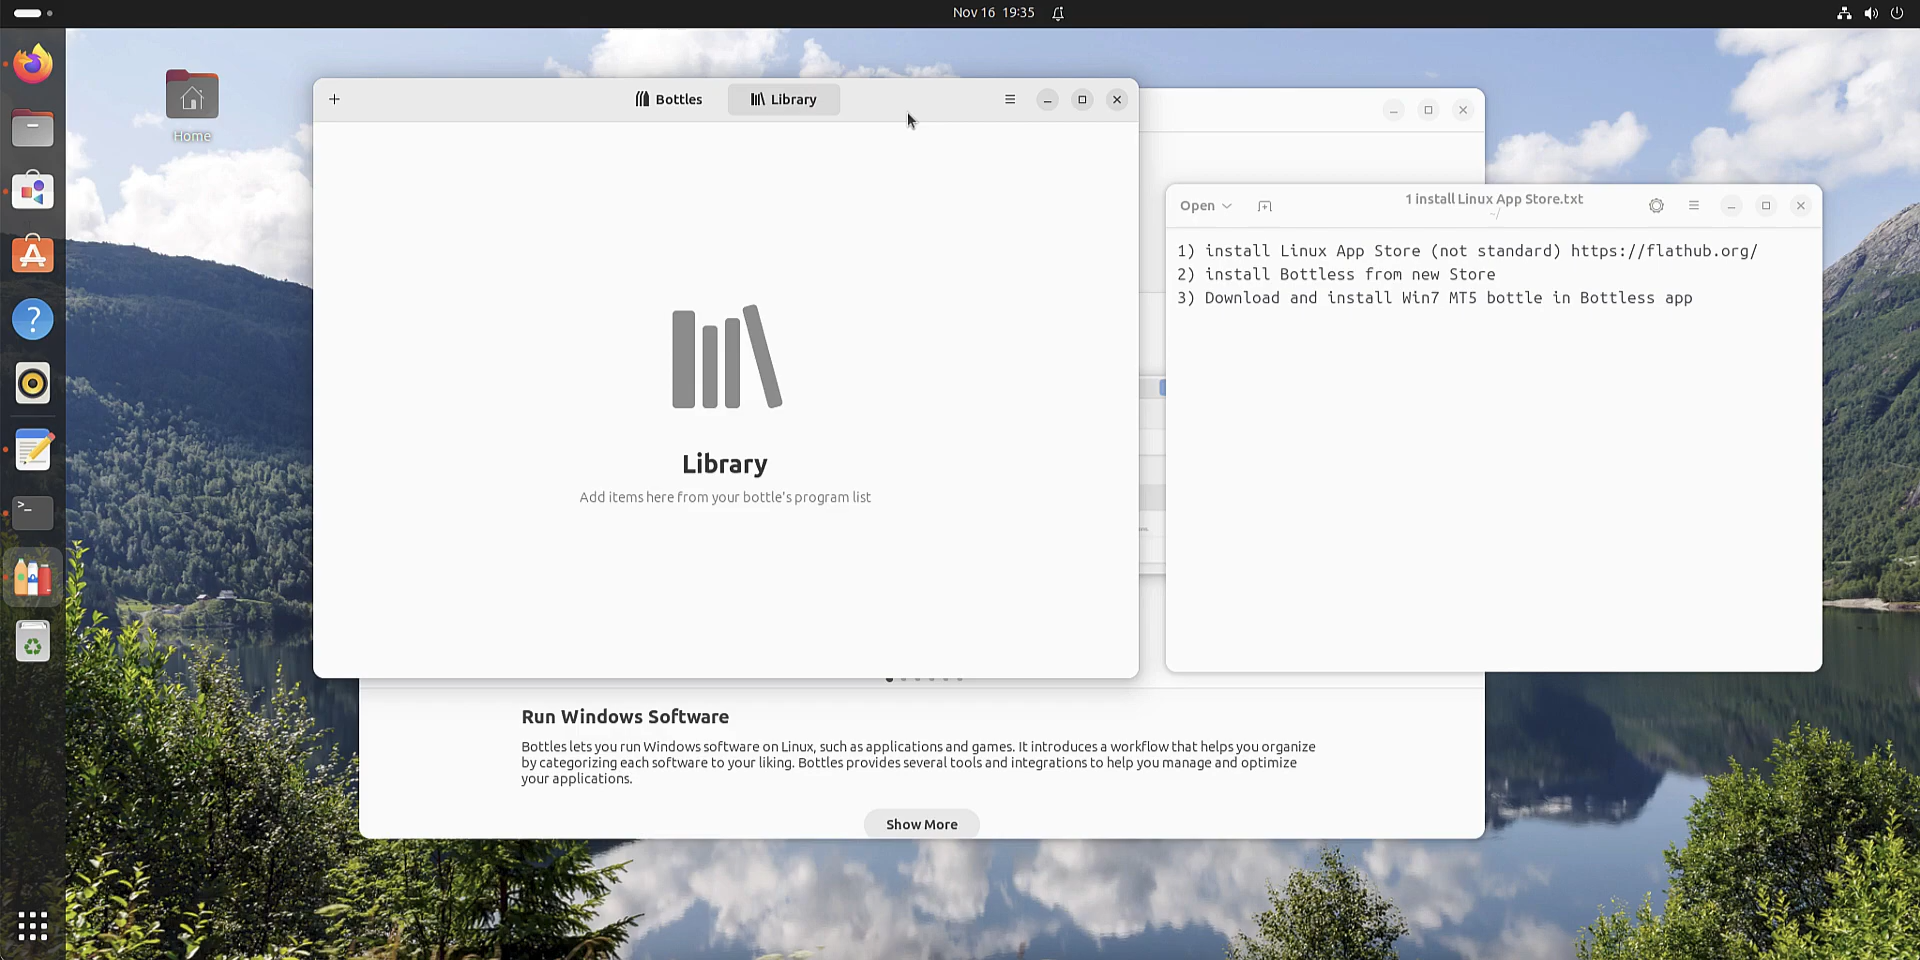 Nov 16 19:35
Home
Bottles
Library
Library
Add items here from your bottle's program list
Open
1 install Linux App Store.txt
~/
1) install Linux App Store (not standard) https://flathub.org/
2) install Bottless from new Store
3) Download and install Win7 MT5 bottle in Bottless app
Run Windows Software
Bottles lets you run Windows software on Linux, such as applications and games. It introduces a workflow that helps you organize
by categorizing each software to your liking. Bottles provides several tools and integrations to help you manage and optimize
your applications.
Show More